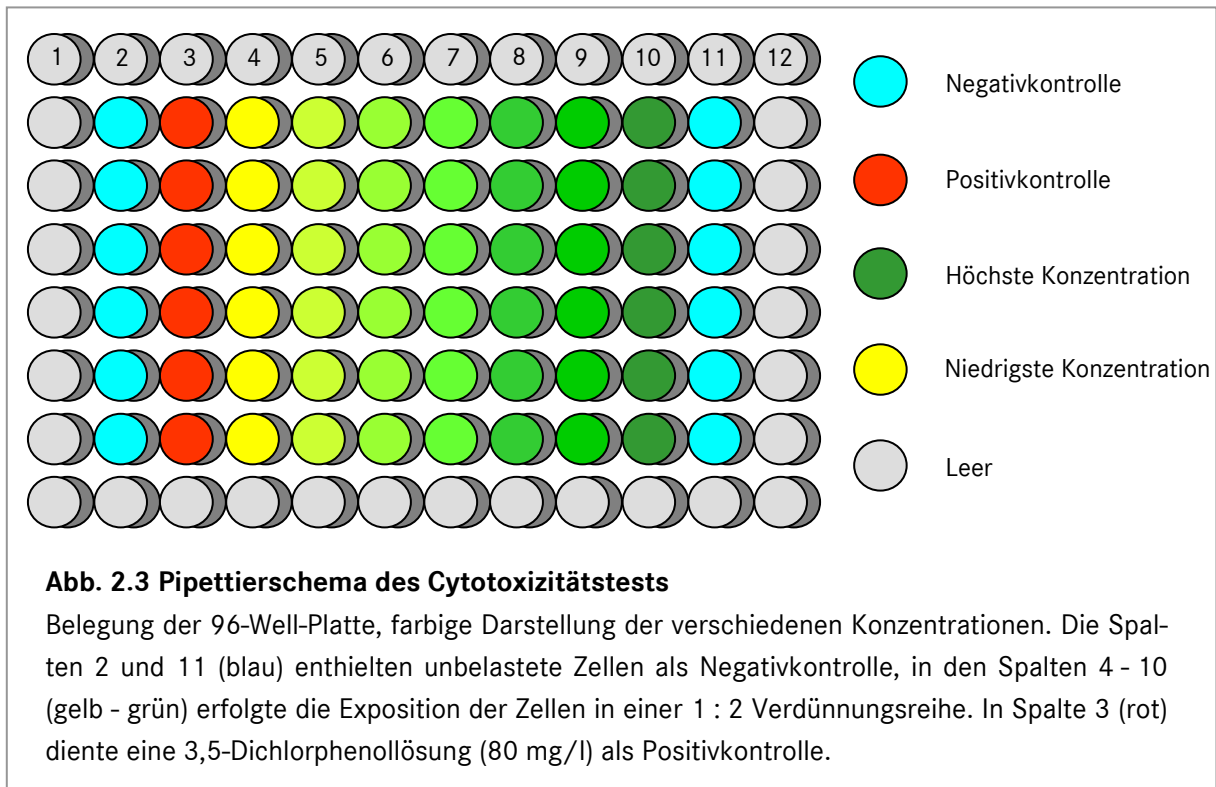 1 2 3 4 5 6 7 8 9 10 11 12
Negativkontrolle
Positivkontrolle
Höchste Konzentration
Niedrigste Konzentration
Leer
Abb. 2.3 Pipettierschema des Cytotoxizitätstests
Belegung der 96-Well-Platte, farbige Darstellung der verschiedenen Konzentrationen. Die Spal-
ten 2 und 11 (blau) enthielten unbelastete Zellen als Negativkontrolle, in den Spalten 4 - 10
(gelb - grün) erfolgte die Exposition der Zellen in einer 1 : 2 Verdünnungsreihe. In Spalte 3 (rot)
diente eine 3,5-Dichlorphenollösung (80 mg/l) als Positivkontrolle.